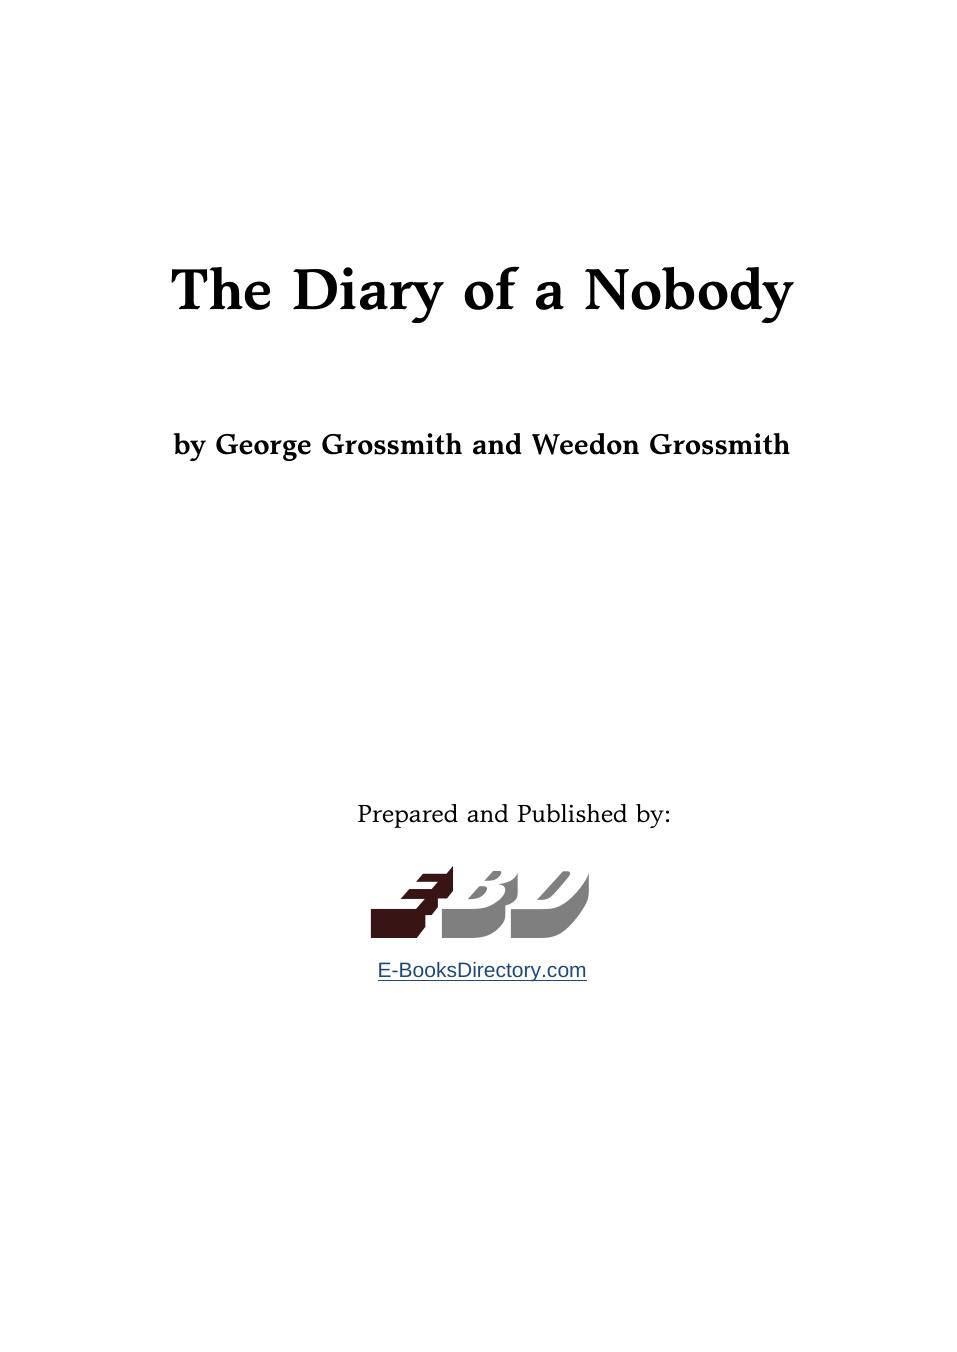 The Diary of a Nobody
by George Grossmith and Weedon Grossmith
Prepared and Published by:
EBD
E-BooksDirectory.com